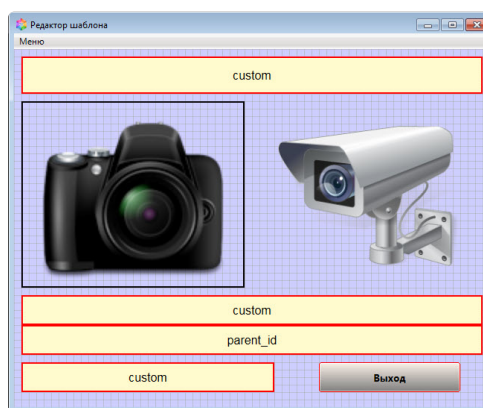 Редактор шаблона
Меню
custom
custom
parent_id
custom
Выход